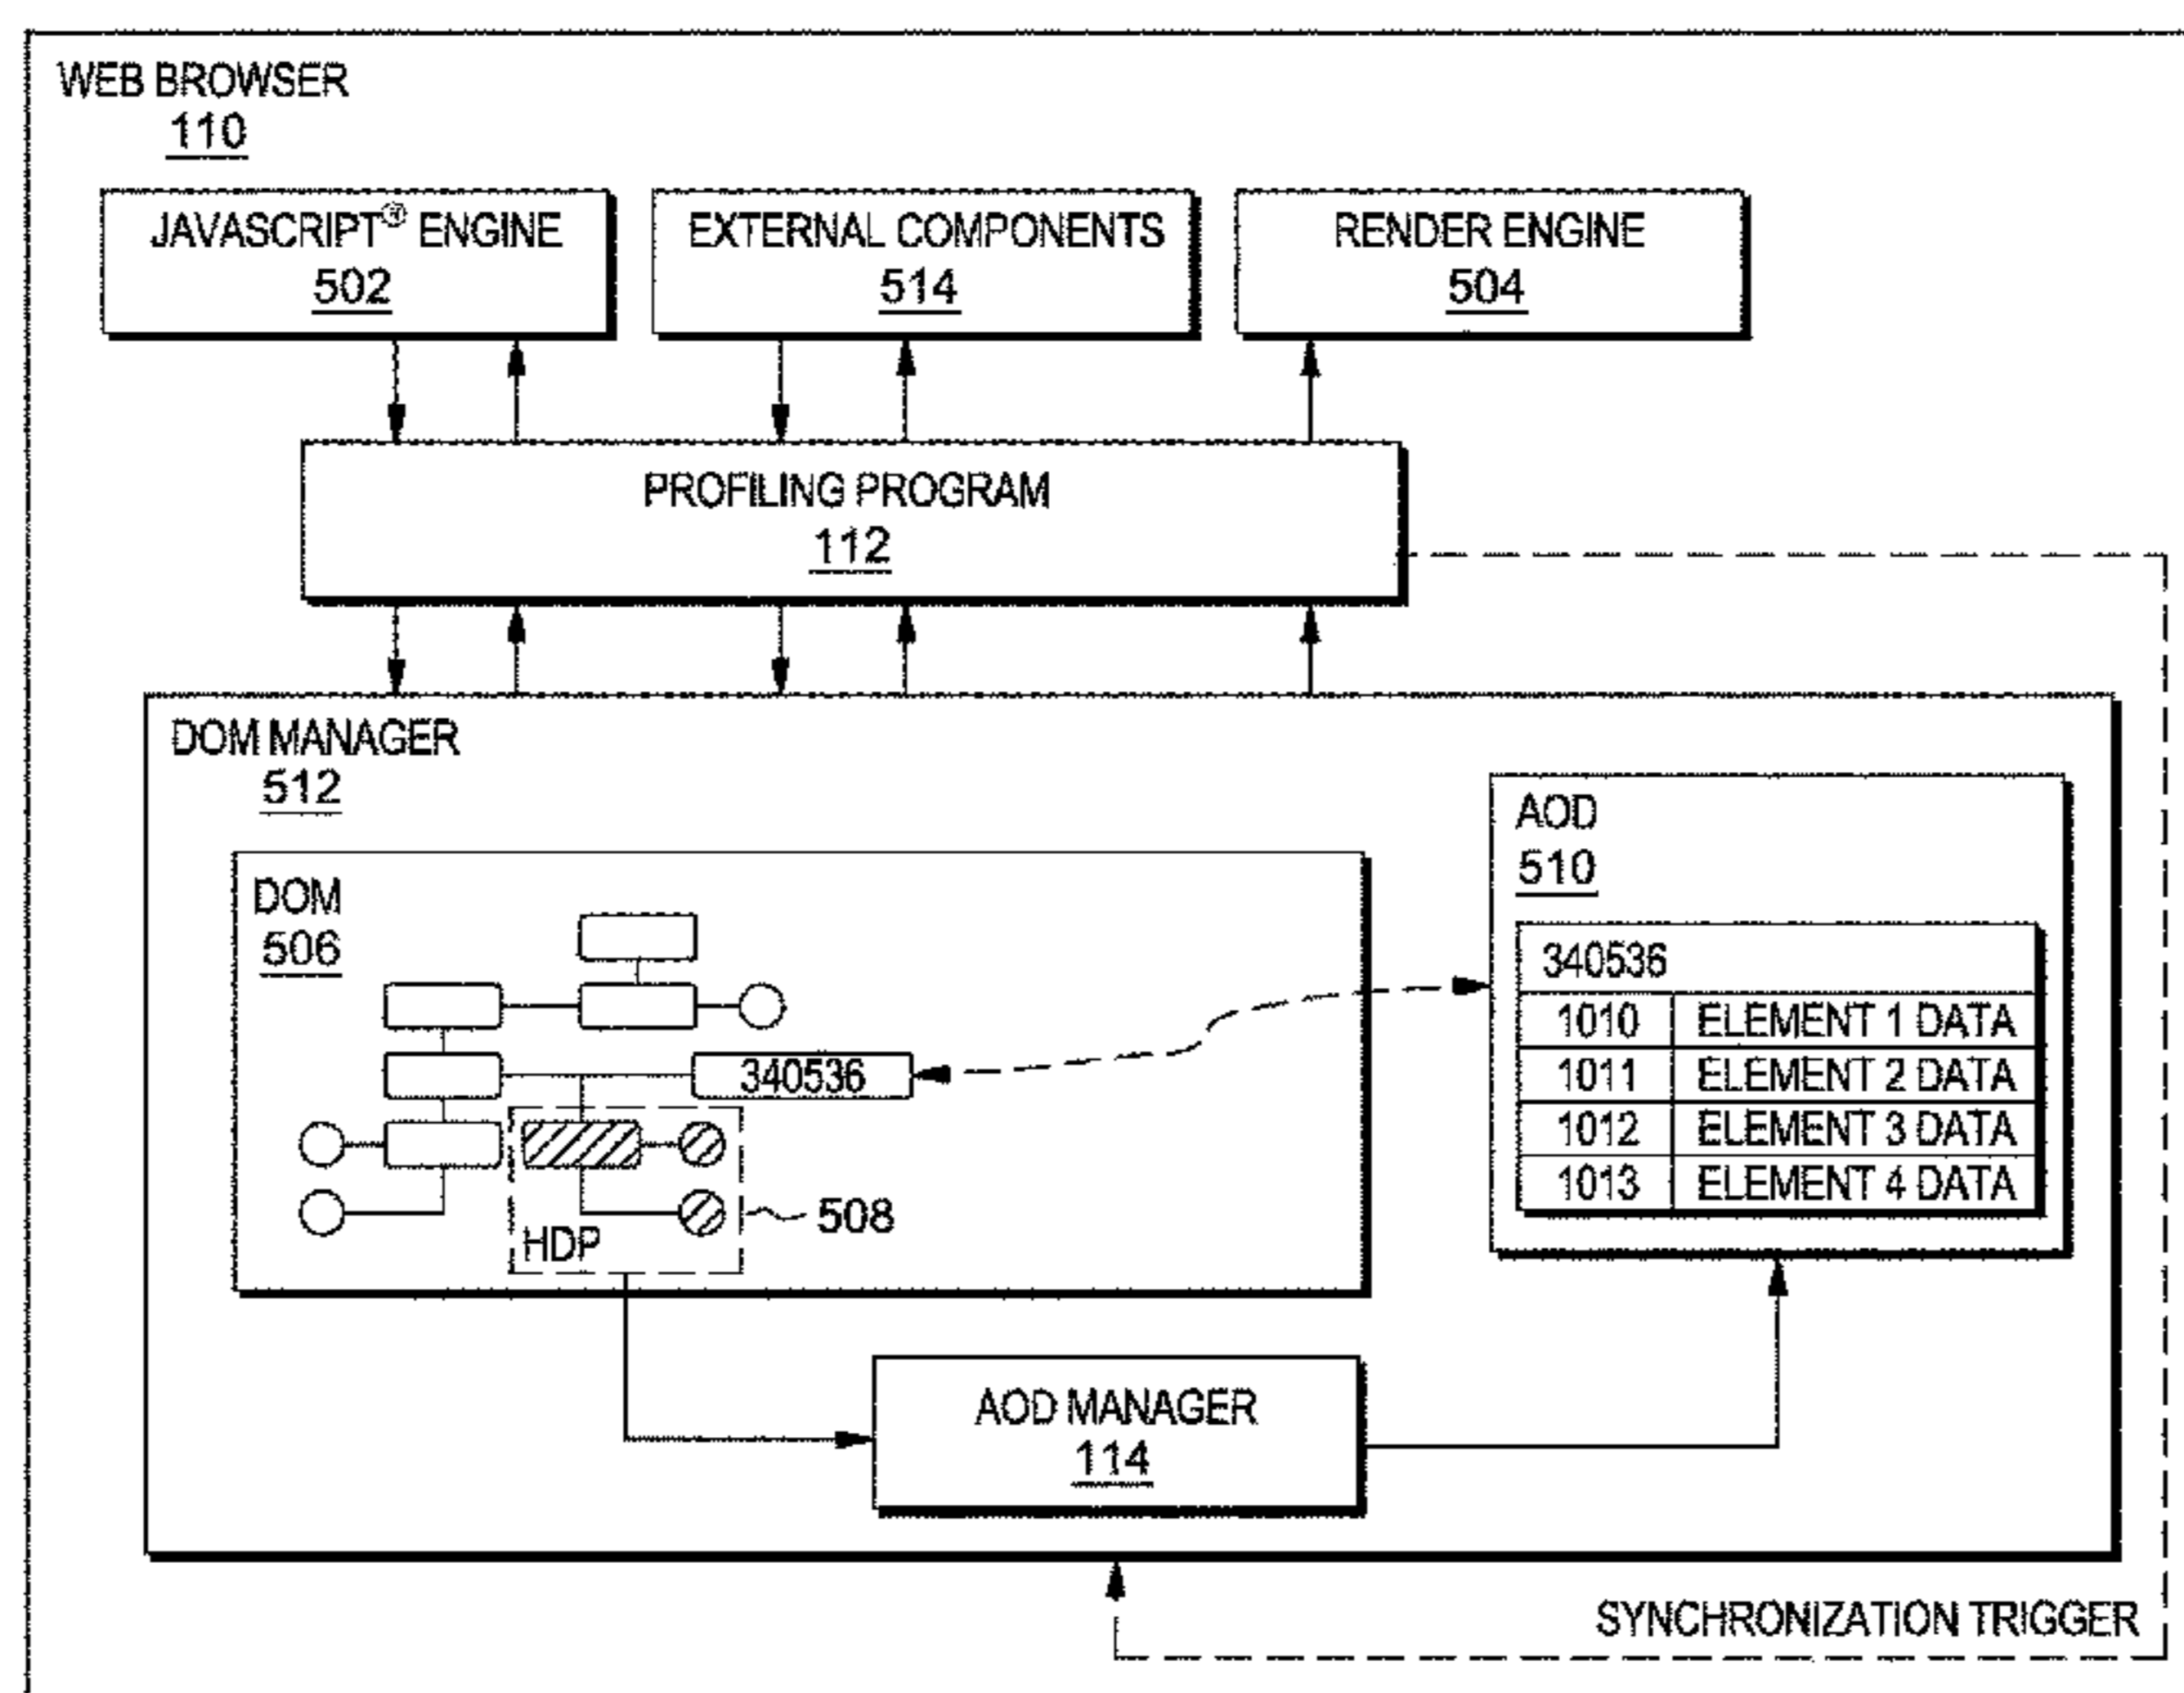 WEB BROWSER
110
JAVASCRIPT® ENGINE
502
EXTERNAL COMPONENTS
514
RENDER ENGINE
504
PROFILING PROGRAM
112
DOM MANAGER
512
DOM
506
340536
HDP
508
AOD
510
340536
1010 ELEMENT 1 DATA
1011 ELEMENT 2 DATA
1012 ELEMENT 3 DATA
1013 ELEMENT 4 DATA
AOD MANAGER
114
SYNCHRONIZATION TRIGGER